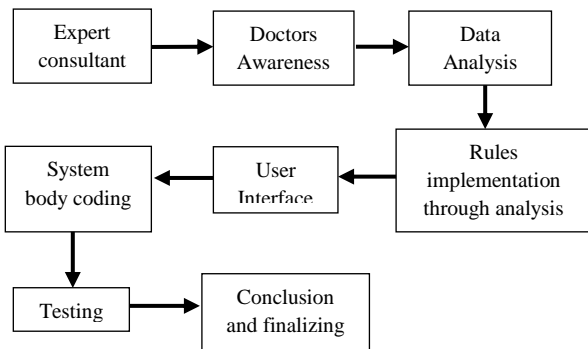 Expert
consultant
Doctors
Awareness
Data
Analysis
Rules
implementation
through analysis
User
Interface
System
body coding
Testing
Conclusion
and finalizing